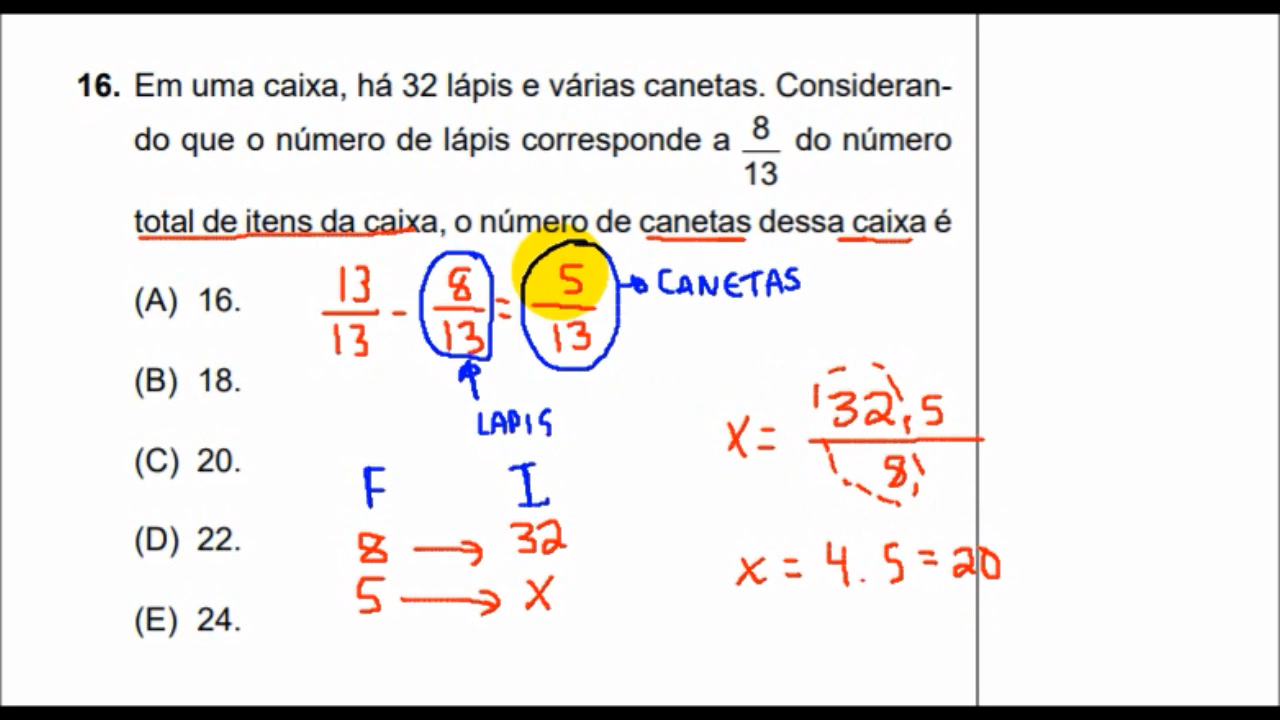 16. Em uma caixa, há 32 lápis e várias canetas. Consideran-
do que o número de lápis corresponde a 8/13 do número
total de itens da caixa, o número de canetas dessa caixa é
(A) 16.
(B) 18.
(C) 20.
(D) 22.
(E) 24.
13/13 - 8/13 = 5/13 → CANETAS
LAPIS
F I
8 → 32
5 → X
X = 32.5/8
x = 4.5 = 20